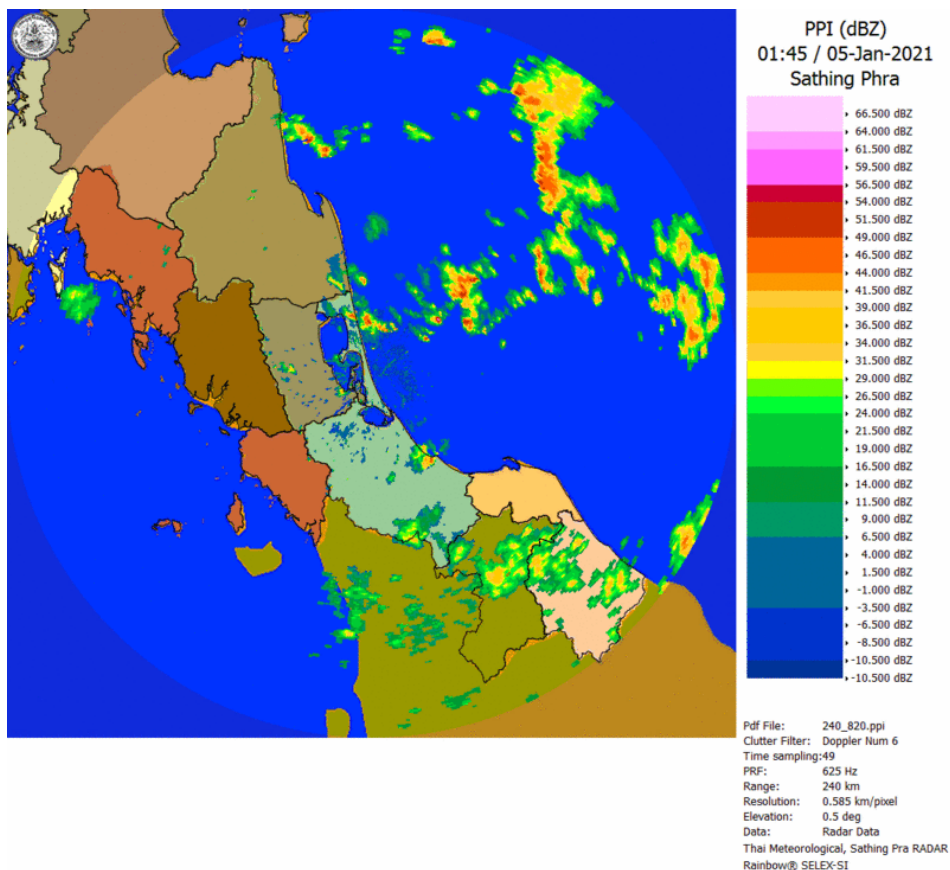 PPI (dBZ)
01:45 / 05-Jan-2021
Sathing Phra
66.500 dBZ
64.000 dBZ
61.500 dBZ
59.500 dBZ
56.500 dBZ
54.000 dBZ
51.500 dBZ
49.000 dBZ
46.500 dBZ
44.000 dBZ
41.500 dBZ
39.000 dBZ
36.500 dBZ
34.000 dBZ
31.500 dBZ
29.000 dBZ
26.500 dBZ
24.000 dBZ
21.500 dBZ
19.000 dBZ
16.500 dBZ
14.000 dBZ
11.500 dBZ
9.000 dBZ
6.500 dBZ
4.000 dBZ
1.500 dBZ
-1.000 dBZ
-3.500 dBZ
-6.500 dBZ
-8.500 dBZ
-10.500 dBZ
-10.500 dBZ
Pdf File: 240_820.ppi
Clutter Filter: Doppler Num 6
Time sampling:49
PRF: 625 Hz
Range: 240 km
Resolution: 0.585 km/pixel
Elevation: 0.5 deg
Data: Radar Data
Thai Meteorological, Sathing Pra RADAR
Rainbow® SELEX-SI